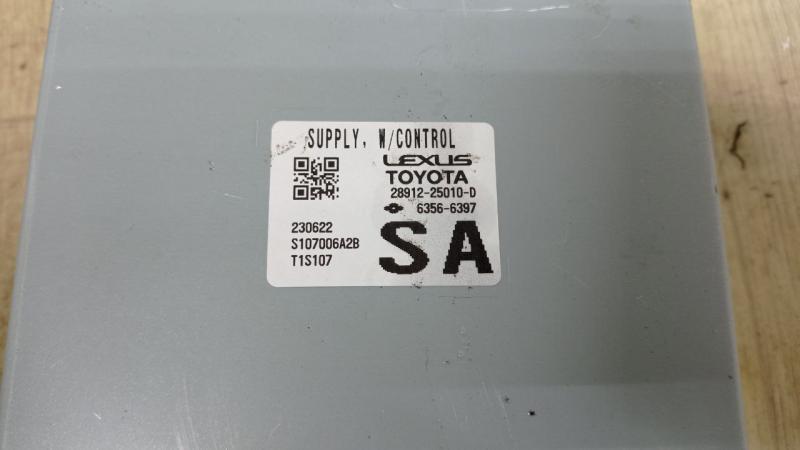 SUPPLY, W/CONTROL
LEXUS
TOYOTA
28912-25010-D
6356-6397
230622
S107006A2B
T1S107
SA